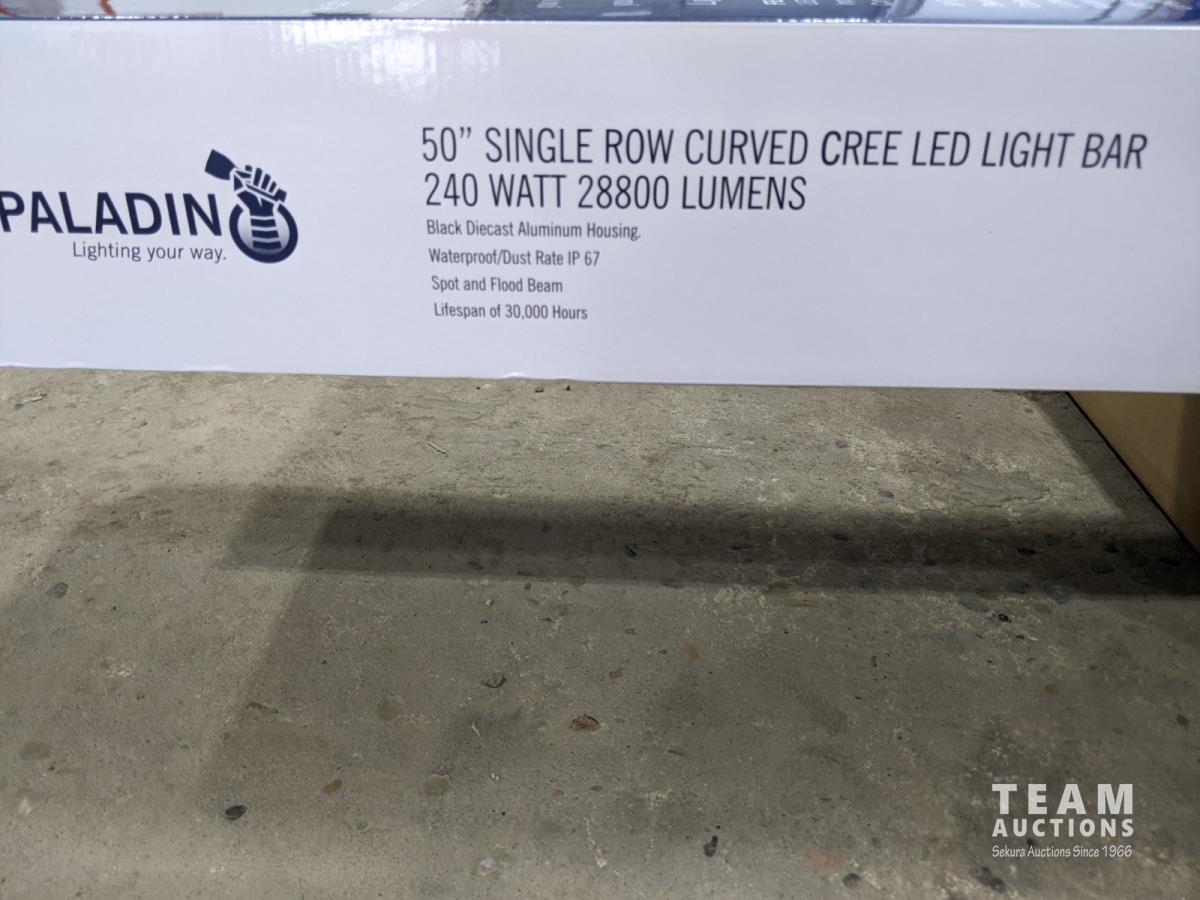 PALADIN
Lighting your way.
50” SINGLE ROW CURVED CREE LED LIGHT BAR
240 WATT 28800 LUMENS
Black Diecast Aluminum Housing.
Waterproof/Dust Rate IP 67
Spot and Flood Beam
Lifespan of 30,000 Hours
TEAM
AUCTIONS
Sekura Auctions Since 1966